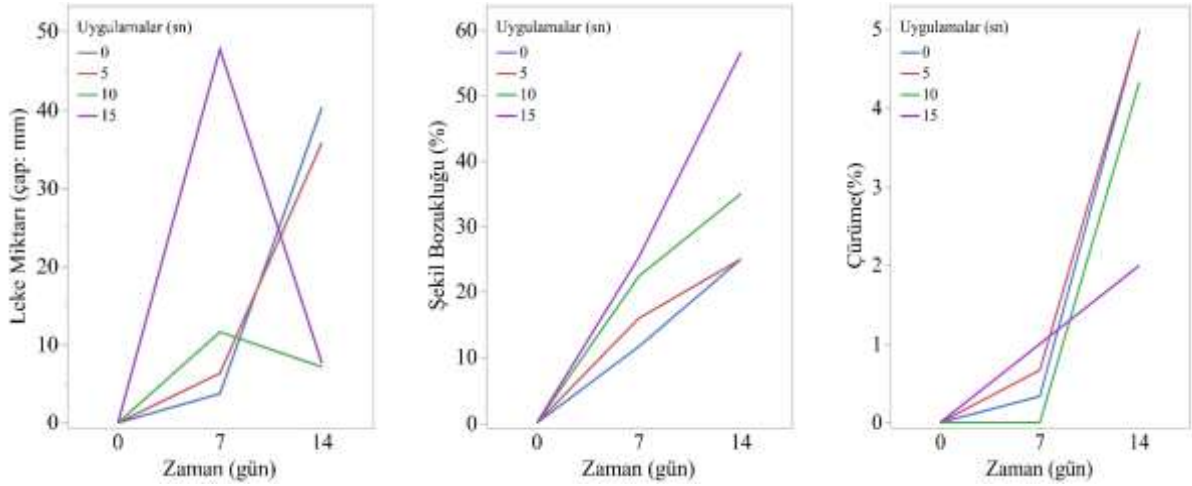 Uygulamalar (sn)
0
5
10
15
50
40
30
20
10
0
Leke Miktarı (çap: mm)
0 7 14
Zaman (gün)
Uygulamalar (sn)
0
5
10
15
60
50
40
30
20
10
0
Şekil Bozukluğu (%)
0 7 14
Zaman (gün)
Uygulamalar (sn)
0
5
10
15
5
4
3
2
1
0
Çürüme(%)
0 7 14
Zaman (gün)